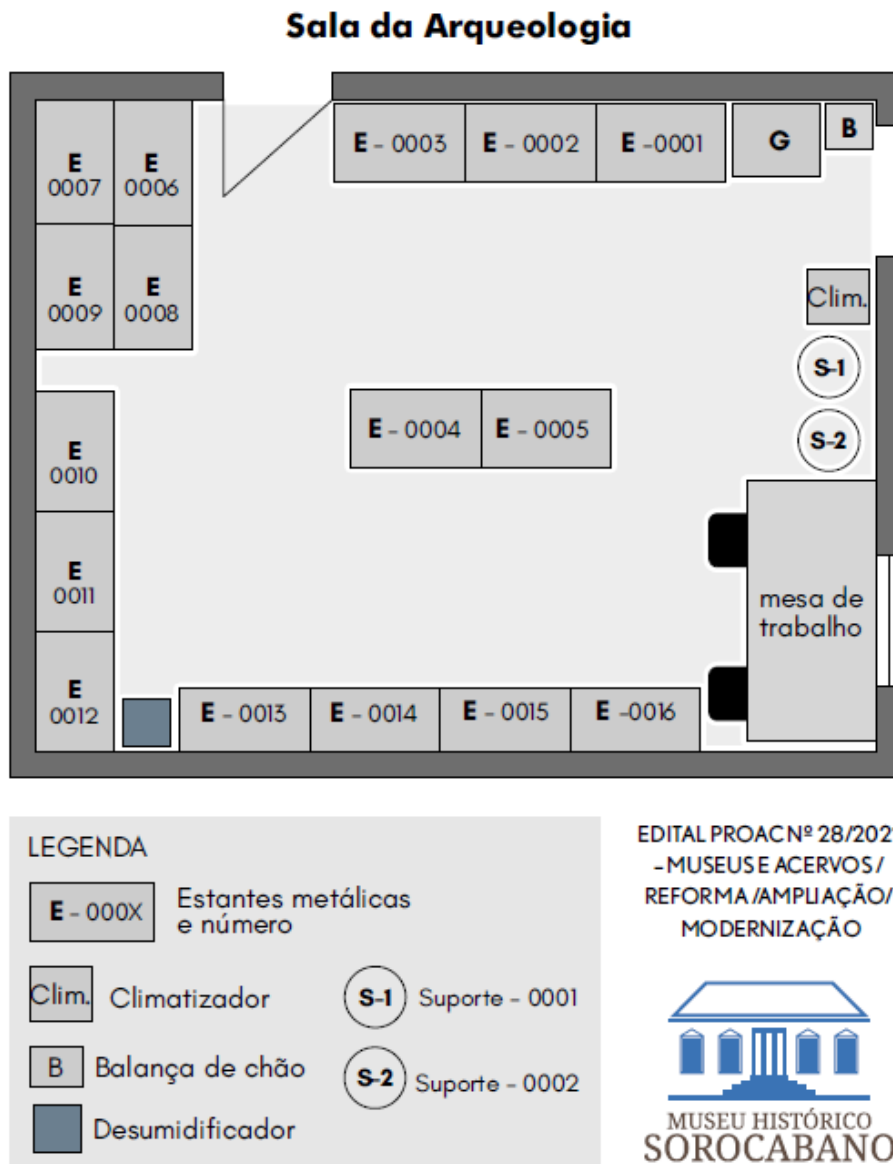 Sala da Arqueologia
E - 0003
E - 0002
E -0001
G
B
E
0007
E
0006
E
0009
E
0008
Clim.
S-1
S-2
E - 0004
E - 0005
E
0010
E
0011
E
0012
mesa de
trabalho
E - 0013
E - 0014
E - 0015
E -0016
LEGENDA
E - 000X
Estantes metálicas
e número
Clim.
Climatizador
S-1
Suporte - 0001
B
Balança de chão
S-2
Suporte - 0002
Desumidificador
EDITAL PROAC Nº 28/202
- MUSEUS E ACERVOS /
REFORMA /AMPLIAÇÃO/
MODERNIZAÇÃO
MUSEU HISTÓRICO
SOROCABANO